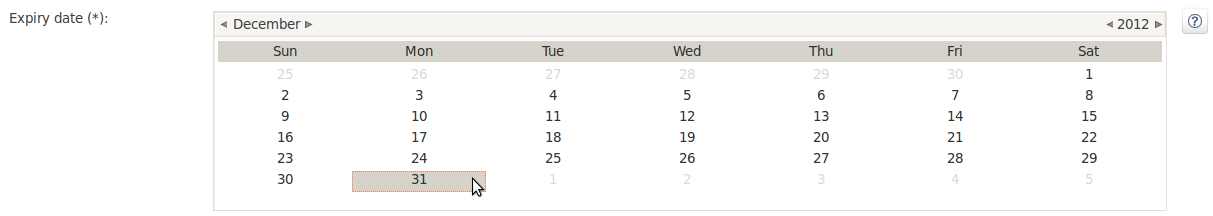 Expiry date (*):
December 2012 ?
Sun Mon Tue Wed Thu Fri Sat
25 26 27 28 29 30 1
2 3 4 5 6 7 8
9 10 11 12 13 14 15
16 17 18 19 20 21 22
23 24 25 26 27 28 29
30 31 1 2 3 4 5